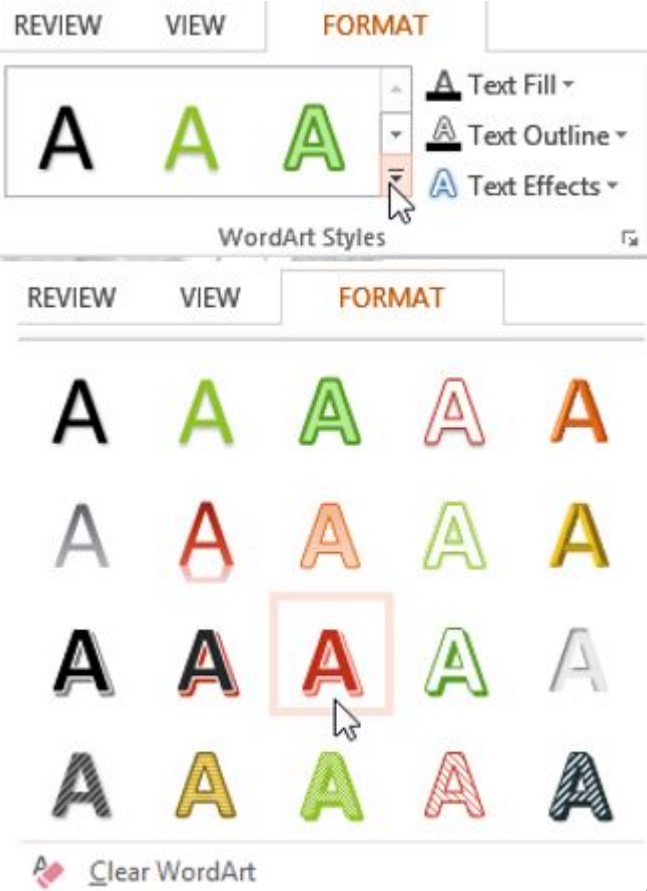 REVIEW VIEW FORMAT
A A A
A Text Fill
A Text Outline
A Text Effects
WordArt Styles
REVIEW VIEW FORMAT
A A A A A
A A A A A
A A A A A
A A A A A
A Clear WordArt